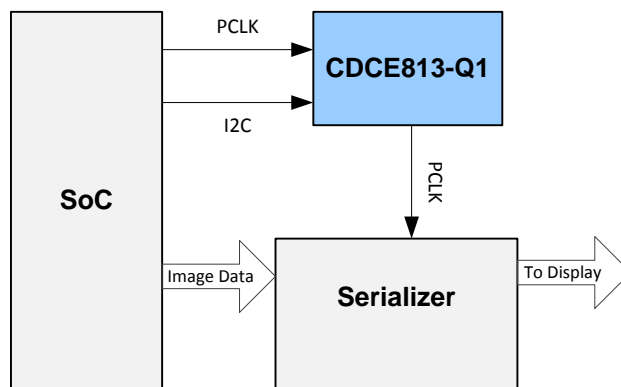 PCLK
CDCE813-Q1
I2C
PCLK
SoC
Image Data
Serializer
To Display